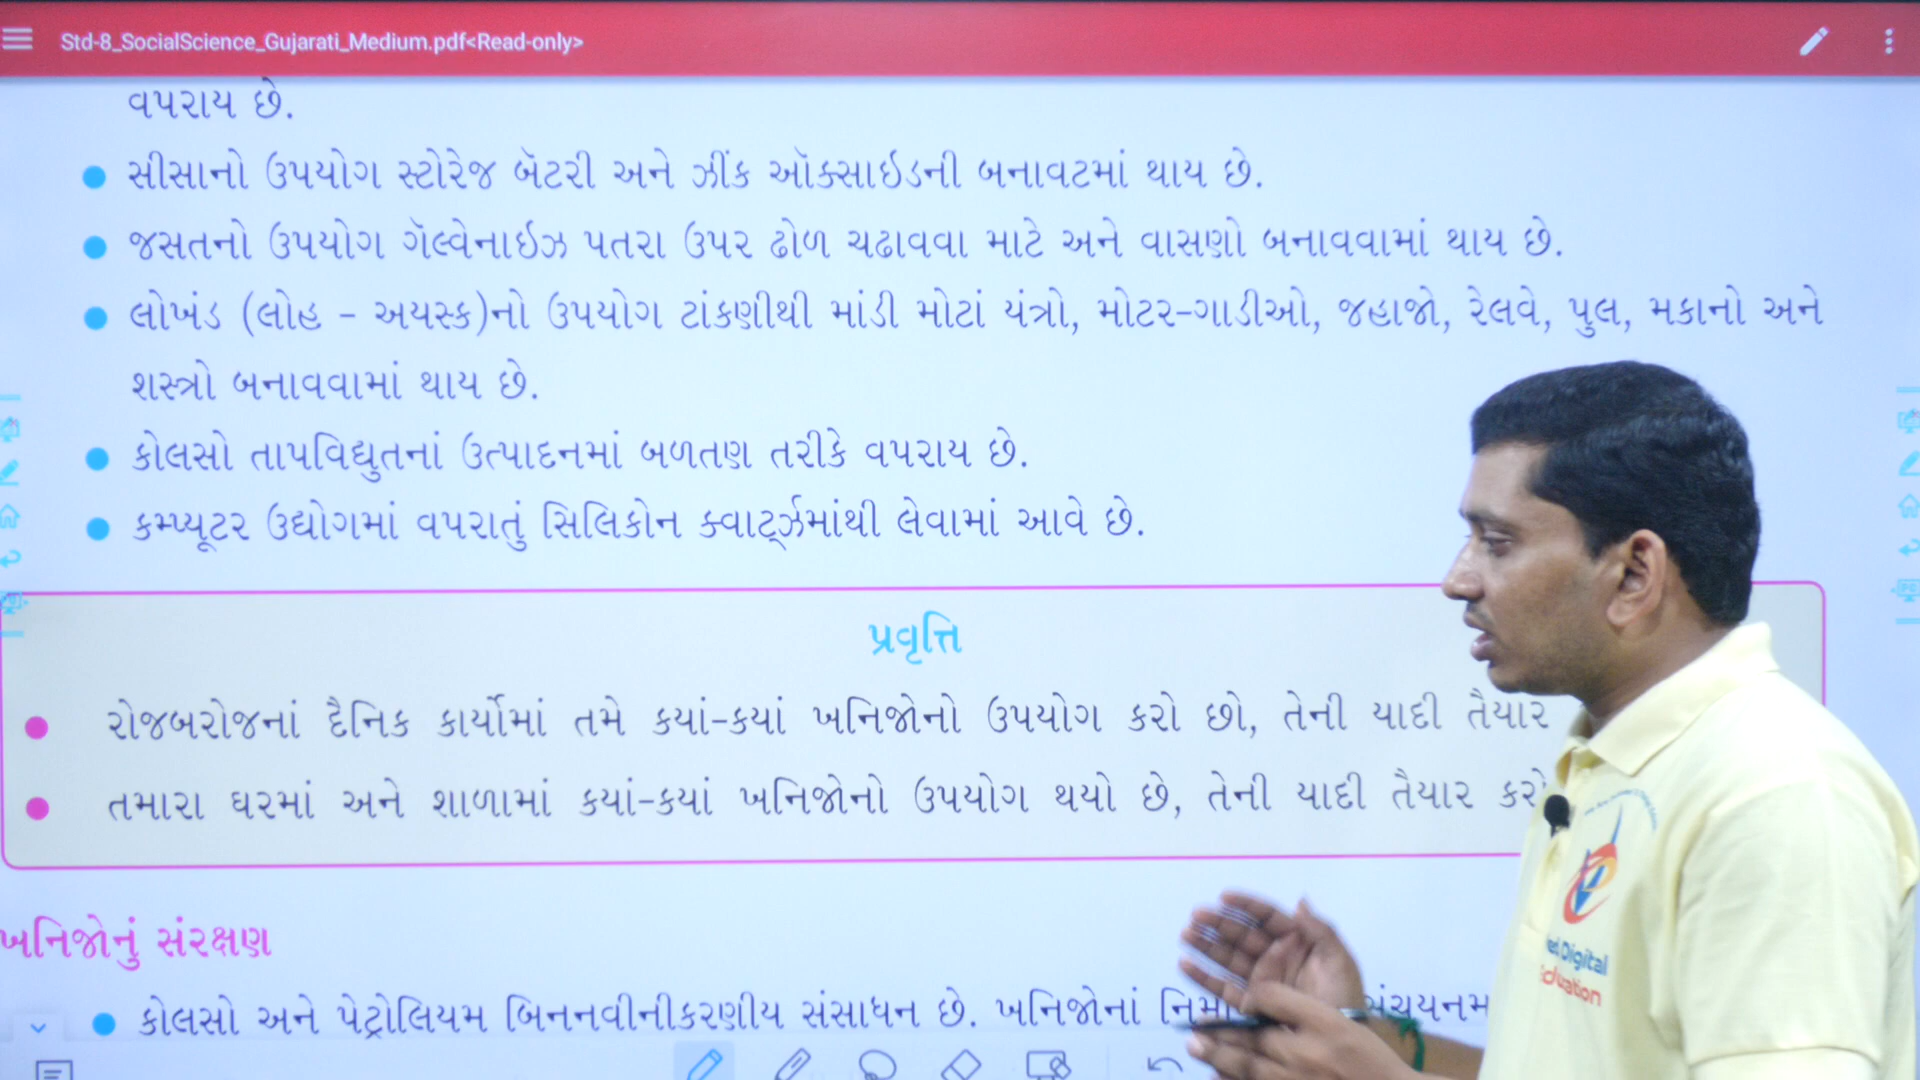 Std-8_SocialScience_Gujarati_Medium.pdf<Read-only>
વપરાય છે.
સીસાનો ઉપયોગ સ્ટોરેજ બૅટરી અને ઝીંક ઑક્સાઇડની બનાવટમાં થાય છે.
જસતનો ઉપયોગ ગૅલ્વેનાઇઝ પતરા ઉપર ઢોળ ચઢાવવા માટે અને વાસણો બનાવવામાં થાય છે.
લોખંડ (લોહ - અયસ્ક)નો ઉપયોગ ટાંકણીથી માંડી મોટાં યંત્રો, મોટર-ગાડીઓ, જહાજો, રેલવે, પુલ, મકાનો અને
શસ્ત્રો બનાવવામાં થાય છે.
કોલસો તાપવિદ્યુતનાં ઉત્પાદનમાં બળતણ તરીકે વપરાય છે.
કમ્પ્યૂટર ઉદ્યોગમાં વપરાતું સિલિકોન ક્વાર્ટ્ઝમાંથી લેવામાં આવે છે.
પ્રવૃત્તિ
રોજબરોજનાં દૈનિક કાર્યોમાં તમે કયાં-કયાં ખનિજોનો ઉપયોગ કરો છો, તેની યાદી તૈયાર
તમારા ઘરમાં અને શાળામાં કયાં-કયાં ખનિજોનો ઉપયોગ થયો છે, તેની યાદી તૈયાર કરો
ખનિજોનું સંરક્ષણ
કોલસો અને પેટ્રોલિયમ બિનનવીનીકરણીય સંસાધન છે. ખનિજોનાં
Digital